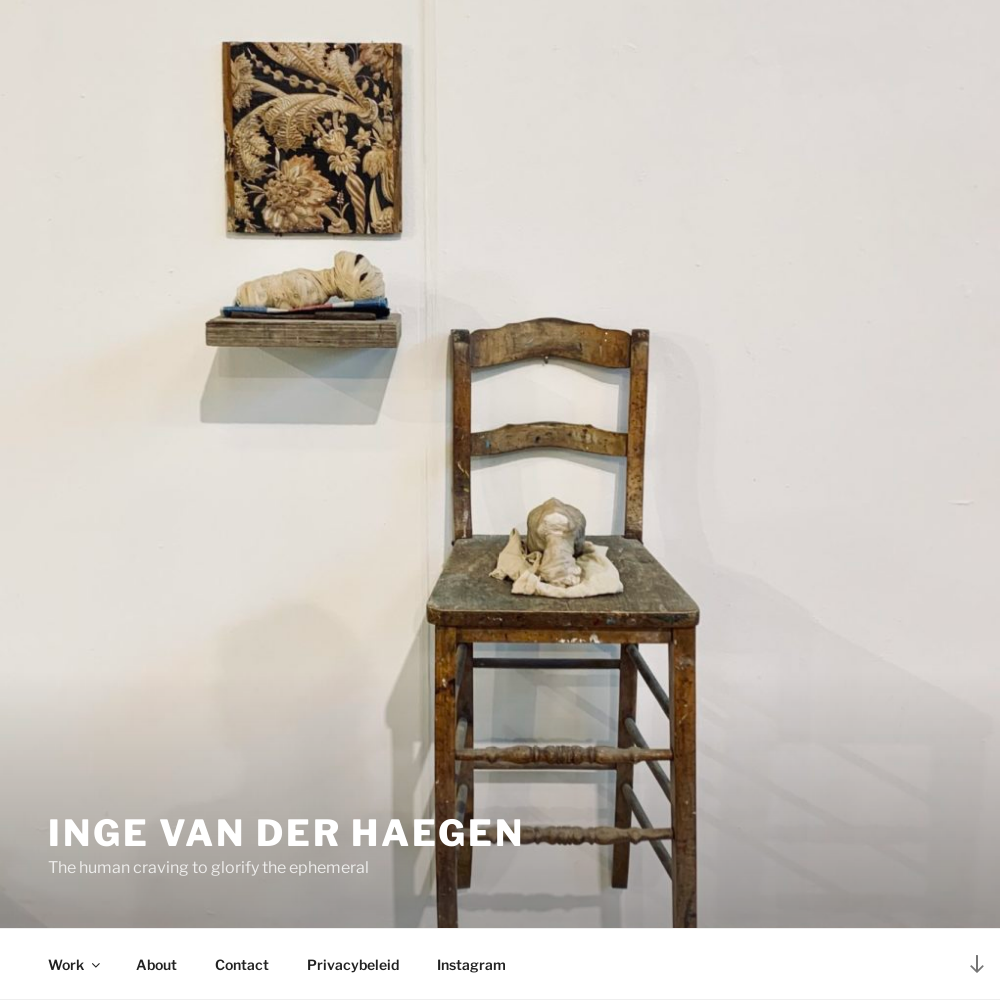 INGE VAN DER HAEGEN
The human craving to glorify the ephemeral
Work About Contact Privacybeleid Instagram